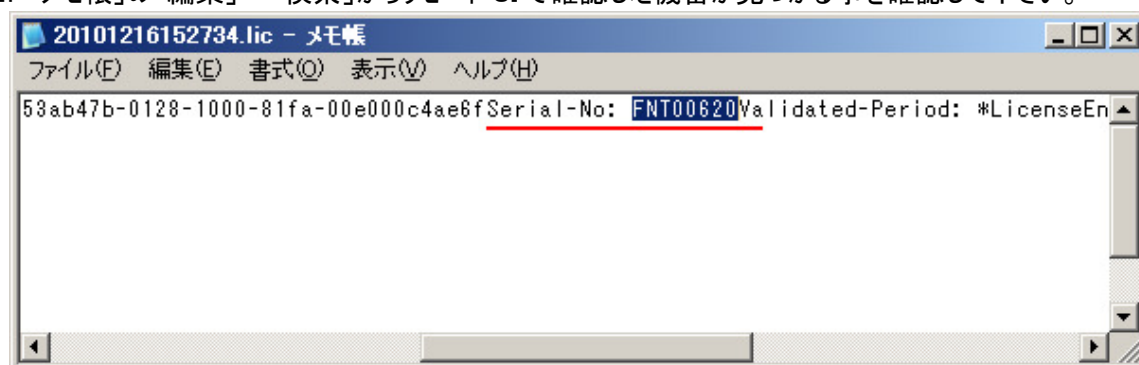 20101216152734.lic - メモ帳
ファイル(F) 編集(E) 書式(O) 表示(V) ヘルプ(H)
53ab47b-0128-1000-81fa-00e000c4ae6fSerial-No: FNT00620Validated-Period: *LicenseEn